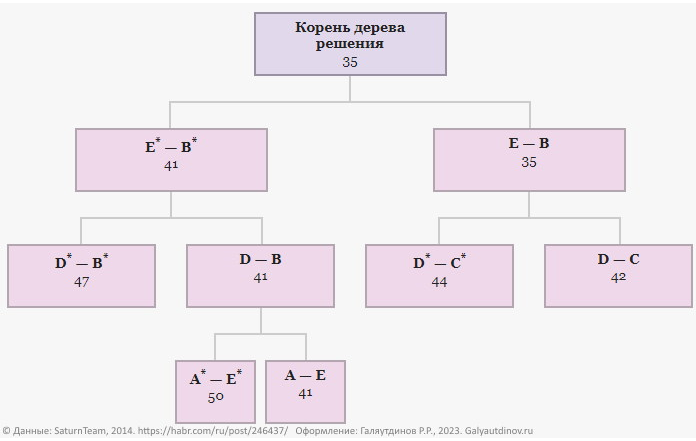 Корень дерева
решения
35
E* — B*
41
E — B
35
D* — B*
47
D — B
41
D* — C*
44
D — C
42
A* — E*
50
A — E
41
© Данные: SaturnTeam, 2014. https://habr.com/ru/post/246437/ Оформление: Галяутдинов Р.Р., 2023. Galyautdinov.ru